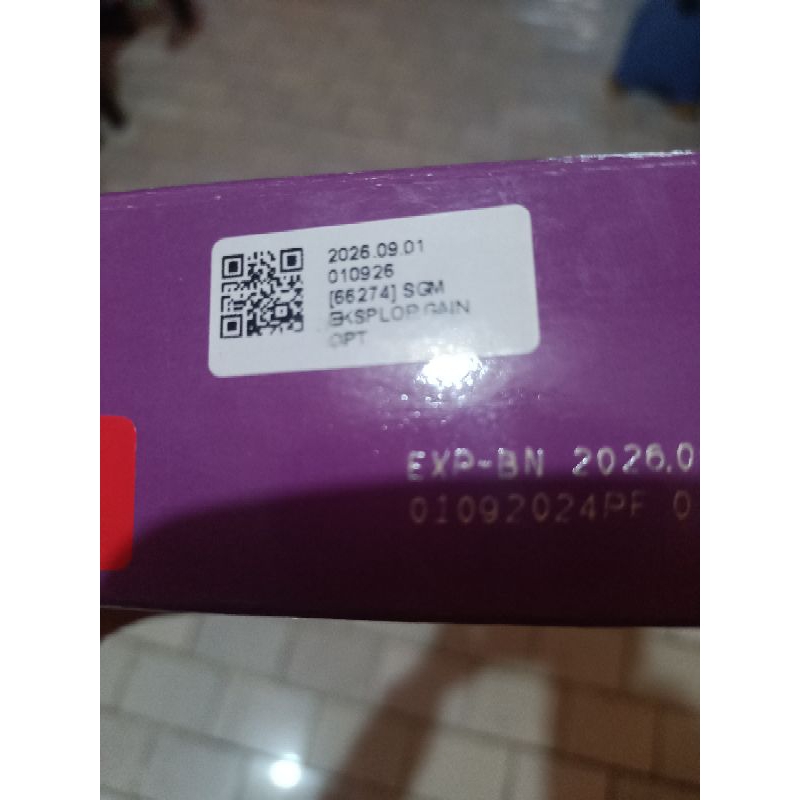 2026.09.01
010926
[66274] SGM
EKSPLOR GAIN
OPT
EXP-BN 2026.0
01092024PF 0